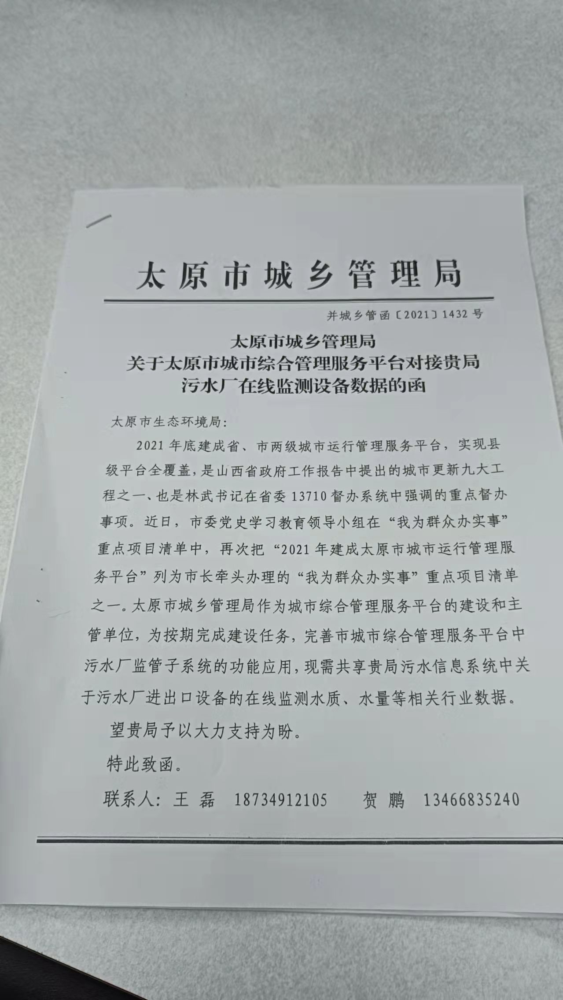 太原市城乡管理局
并城乡管函〔2021〕1432号
太原市城乡管理局
关于太原市城市综合管理服务平台对接贵局
污水厂在线监测设备数据的函
太原市生态环境局：
2021年底建成省、市两级城市运行管理服务平台，实现县
级平台全覆盖，是山西省政府工作报告中提出的城市更新九大工
程之一、也是林武书记在省委13710督办系统中强调的重点督办
事项。近日，市委党史学习教育领导小组在“我为群众办实事”
重点项目清单中，再次把“2021年建成太原市城市运行管理服
务平台”列为市长牵头办理的“我为群众办实事”重点项目清单
之一。太原市城乡管理局作为城市综合管理服务平台的建设和主
管单位，为按期完成建设任务，完善市城市综合管理服务平台中
污水厂监管子系统的功能应用，现需共享贵局污水信息系统中关
于污水厂进出口设备的在线监测水质、水量等相关行业数据。
望贵局予以大力支持为盼。
特此致函。
联系人：王 磊 18734912105 贺 鹏 13466835240